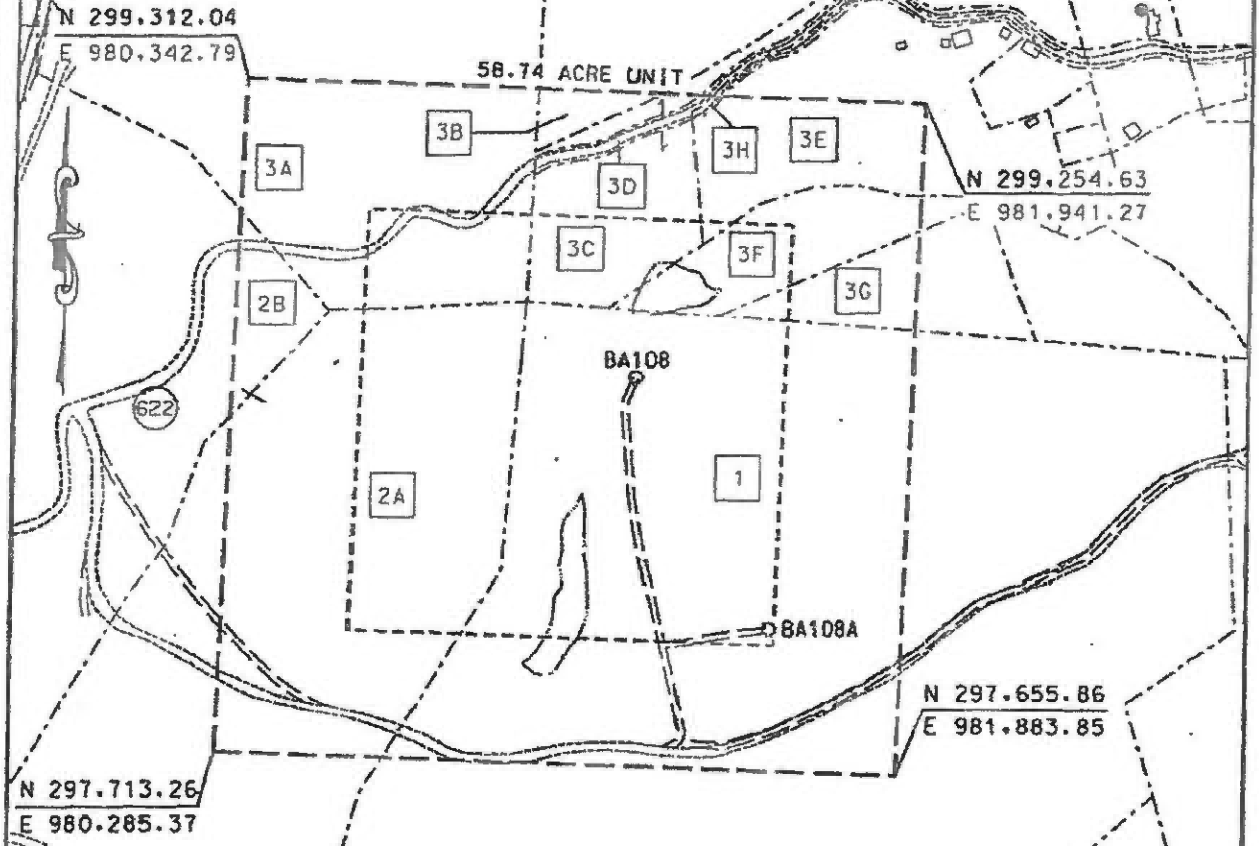 N 299.312.04
E 980.342.79
58.74 ACRE UNIT
3B
3H
3E
3A
3D
N 299.254.63
E 981.941.27
3C
3F
2B
3G
BA108
622
2A
1
BA108A
N 297.655.86
E 981.883.85
N 297.713.26
E 980.285.37